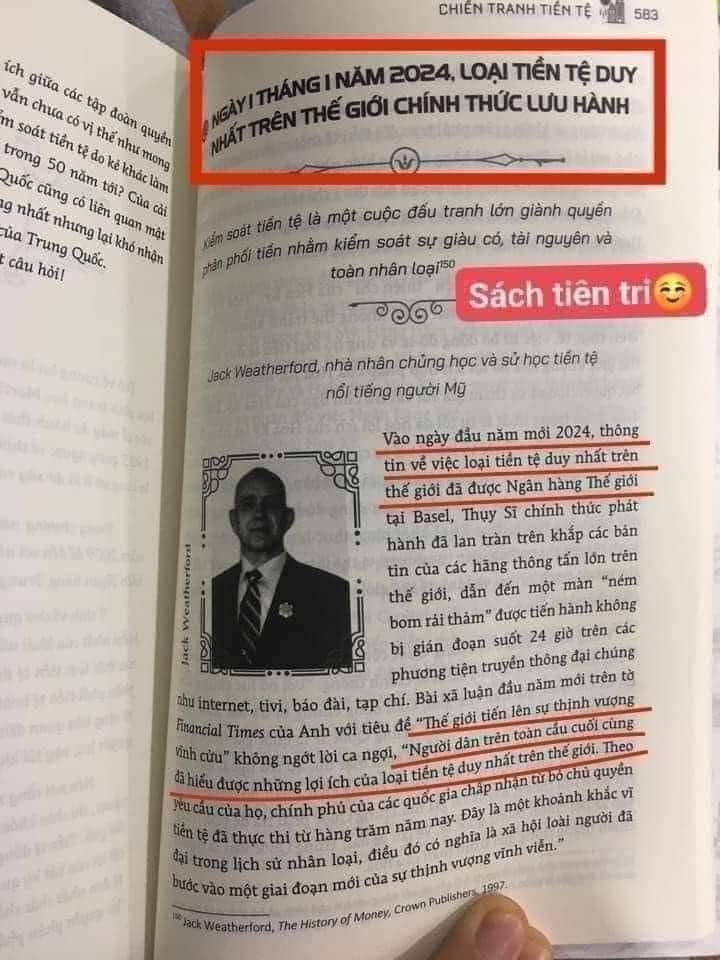 ích giữa các tập đoàn quyền
vẫn chưa có vị thế như mong
soát tiền tệ do kẻ khác làm
trong 50 năm tới? Của cải
Quốc cũng có liên quan mật
nhất nhưng lại khó nhận
của Trung Quốc.
câu hỏi!
CHIẾN TRANH TIỀN TỆ 583
NGÀY 1 THÁNG 1 NĂM 2024, LOẠI TIỀN TỆ DUY
NHẤT TRÊN THẾ GIỚI CHÍNH THỨC LƯU HÀNH
Kiểm soát tiền tệ là một cuộc đấu tranh lớn giành quyền
phân phối tiền nhằm kiểm soát sự giàu có, tài nguyên và
toàn nhân loại¹⁵⁰
Sách tiên tri☺️
Jack Weatherford, nhà nhân chủng học và sử học tiền tệ
nổi tiếng người Mỹ
Jack Weatherford
Vào ngày đầu năm mới 2024, thông
tin về việc loại tiền tệ duy nhất trên
thế giới đã được Ngân hàng Thế giới
tại Basel, Thụy Sĩ chính thức phát
hành đã lan tràn trên khắp các bản
tin của các hãng thông tấn lớn trên
thế giới, dẫn đến một màn “ném
bom rải thảm” được tiến hành không
bị gián đoạn suốt 24 giờ trên các
phương tiện truyền thông đại chúng
như internet, tivi, báo đài, tạp chí. Bài xã luận đầu năm mới trên tờ
Financial Times của Anh với tiêu đề “Thế giới tiến lên sự thịnh vượng
vĩnh cửu” không ngớt lời ca ngợi, “Người dân trên toàn cầu cuối cùng
đã hiểu được những lợi ích của loại tiền tệ duy nhất trên thế giới. Theo
yêu cầu của họ, chính phủ của các quốc gia chấp nhận từ bỏ chủ quyền
tiền tệ đã thực thi từ hàng trăm năm nay. Đây là một khoảnh khắc vĩ
đại trong lịch sử nhân loại, điều đó có nghĩa là xã hội loài người đã
bước vào một giai đoạn mới của sự thịnh vượng vĩnh viễn.”
¹⁵⁰ Jack Weatherford, The History of Money, Crown Publishers, 1997.